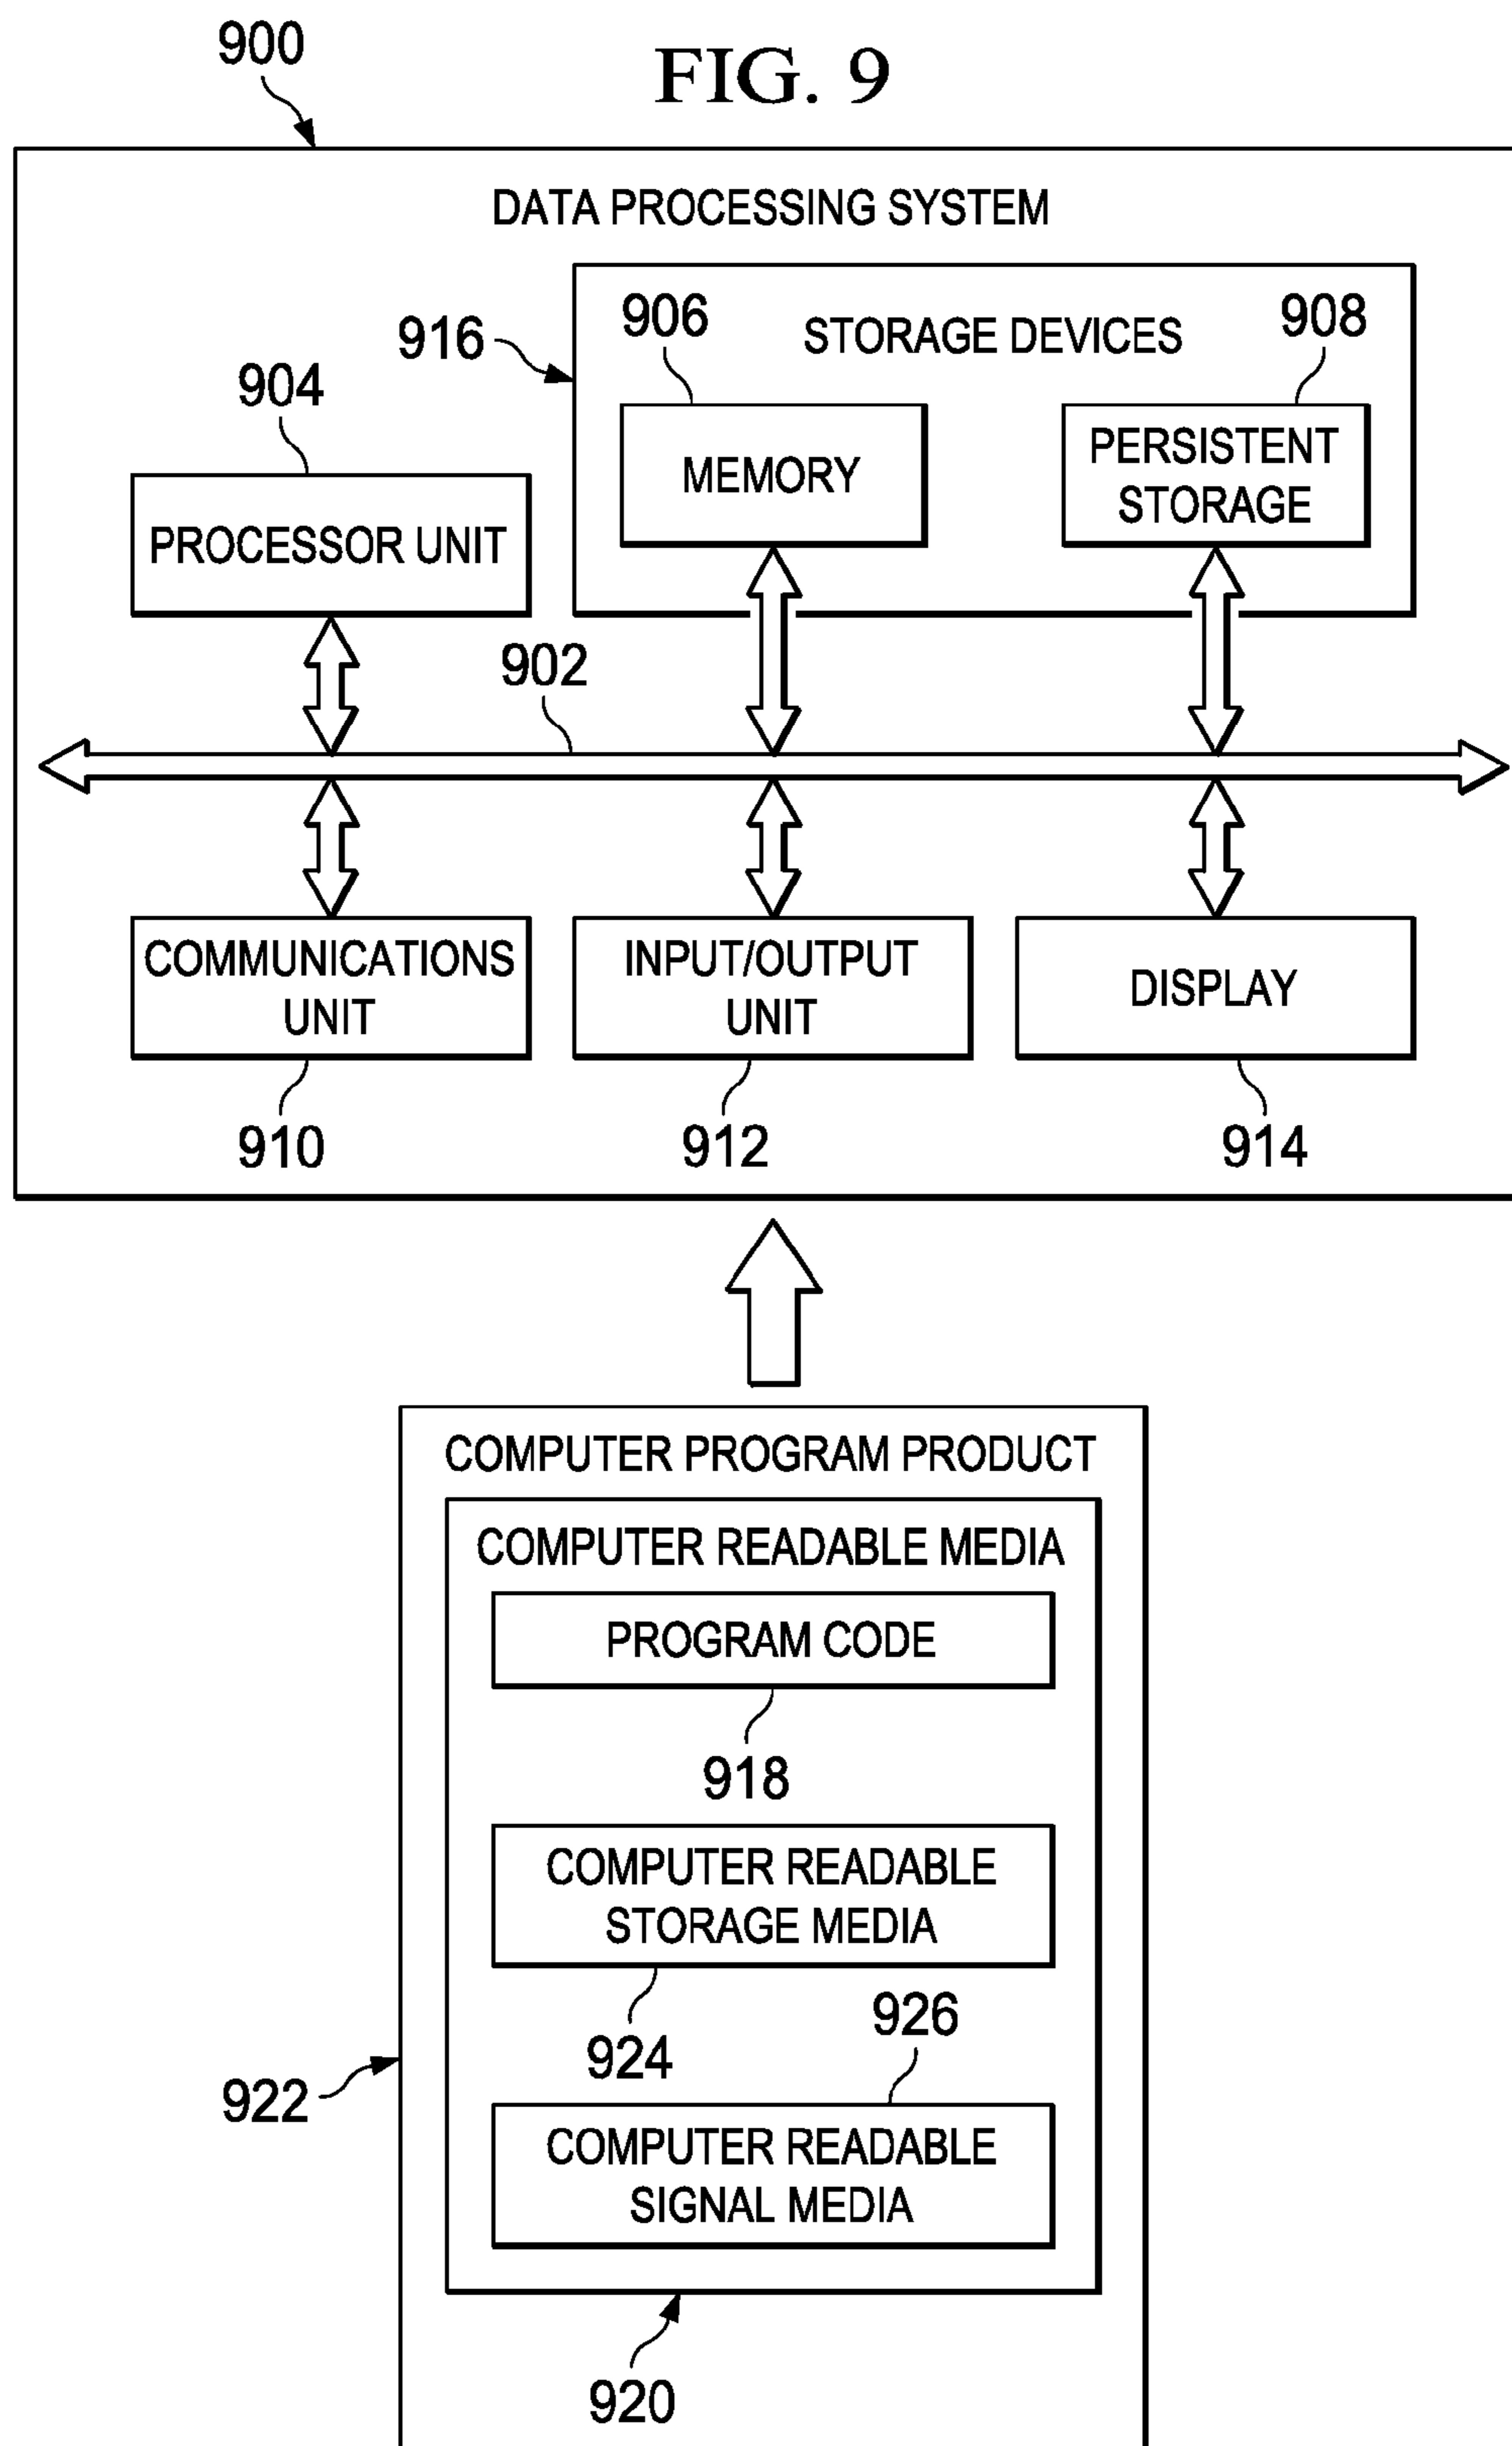 900
FIG. 9
DATA PROCESSING SYSTEM
916
906
STORAGE DEVICES
908
904
MEMORY
PERSISTENT
STORAGE
PROCESSOR UNIT
902
COMMUNICATIONS
UNIT
INPUT/OUTPUT
UNIT
DISPLAY
910
912
914
COMPUTER PROGRAM PRODUCT
COMPUTER READABLE MEDIA
PROGRAM CODE
918
COMPUTER READABLE
STORAGE MEDIA
924
926
922
COMPUTER READABLE
SIGNAL MEDIA
920